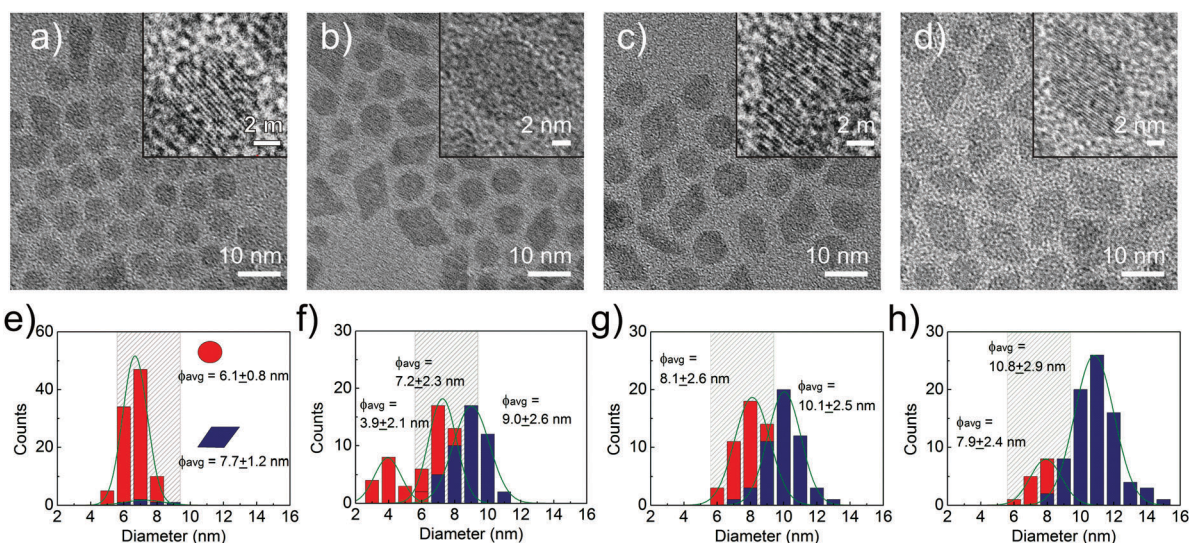 a)
2 m
10 nm
b)
2 nm
10 nm
c)
2 m
10 nm
d)
2 nm
10 nm
e)
60
40
20
0
Counts
ϕavg = 6.1±0.8 nm
ϕavg = 7.7±1.2 nm
2 4 6 8 10 12 14 16
Diameter (nm)
f)
30
20
10
0
Counts
ϕavg =
7.2±2.3 nm
ϕavg =
3.9±2.1 nm
ϕavg =
9.0±2.6 nm
2 4 6 8 10 12 14 16
Diameter (nm)
g)
30
20
10
0
Counts
ϕavg =
8.1±2.6 nm
ϕavg =
10.1±2.5 nm
2 4 6 8 10 12 14 16
Diameter (nm)
h)
30
20
10
0
Counts
ϕavg =
10.8±2.9 nm
ϕavg =
7.9±2.4 nm
2 4 6 8 10 12 14 16
Diameter (nm)